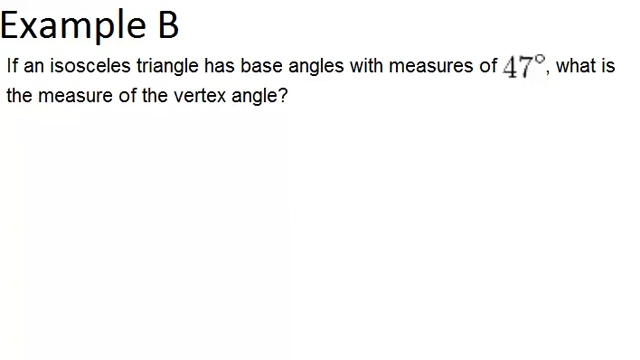 Example B
If an isosceles triangle has base angles with measures of 47°, what is
the measure of the vertex angle?